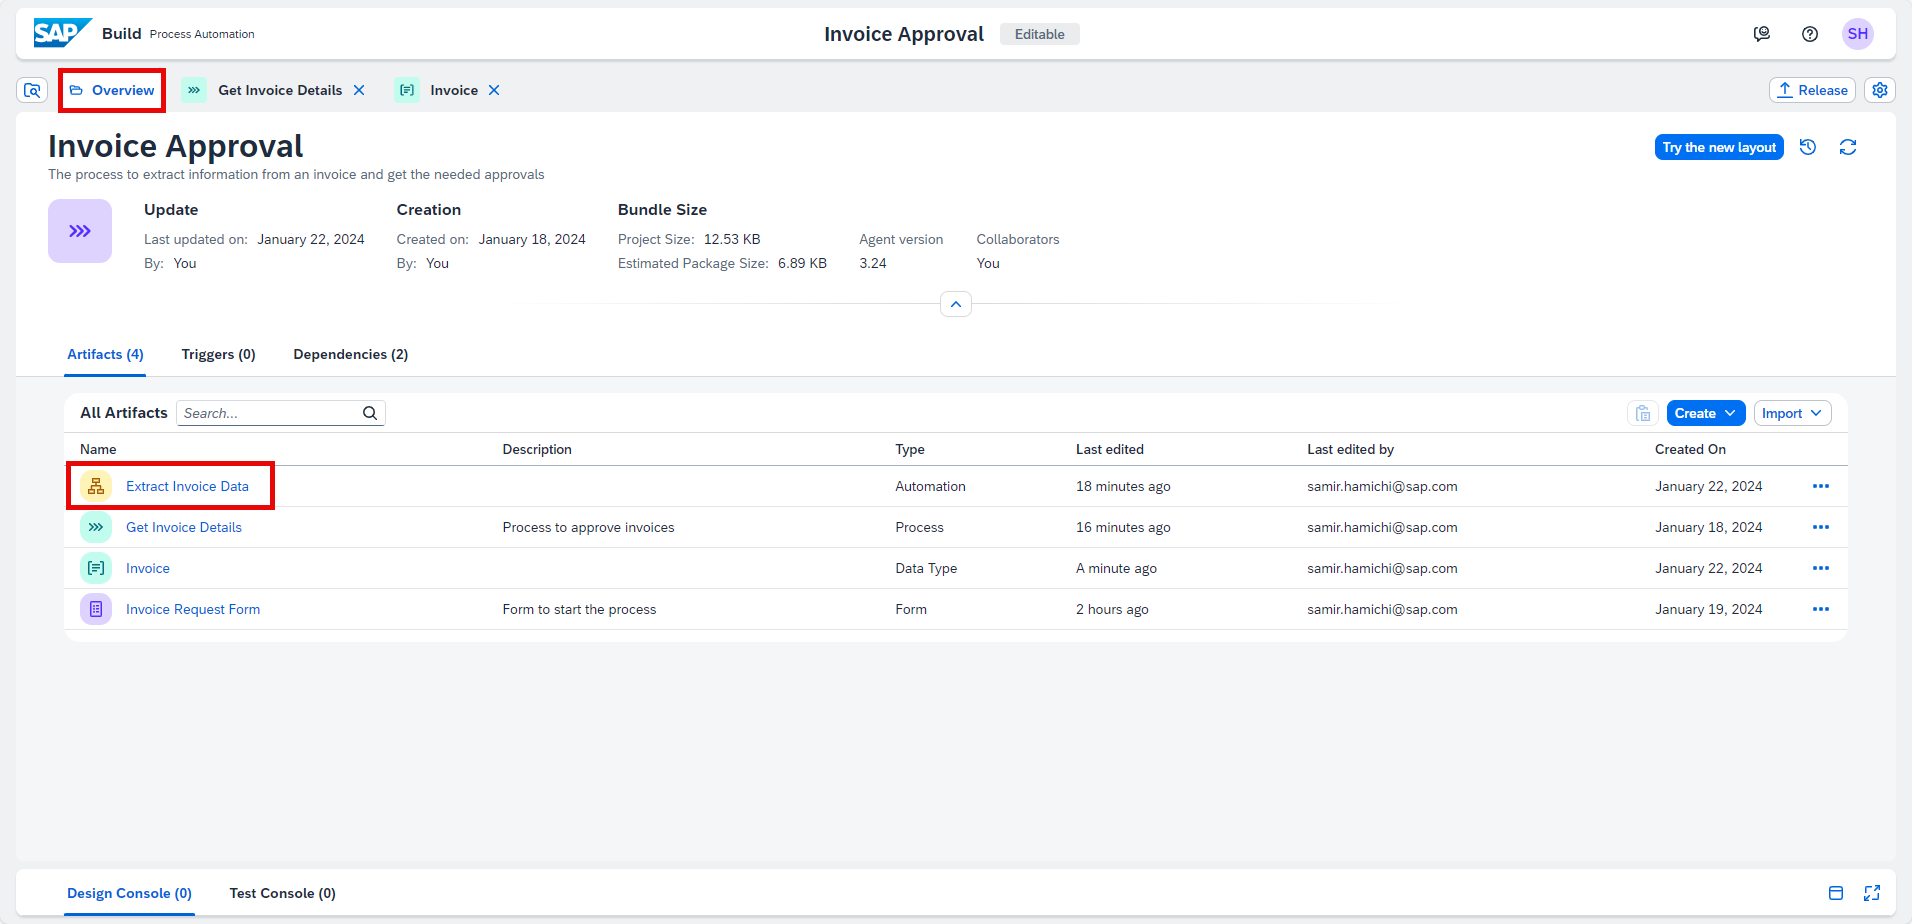 SAP Build Process Automation
Invoice Approval Editable
SH
Overview Get Invoice Details Invoice
Release
Invoice Approval
Try the new layout
The process to extract information from an invoice and get the needed approvals
Update Creation Bundle Size
Last updated on: January 22, 2024 Created on: January 18, 2024 Project Size: 12.53 KB Agent version Collaborators
By: You By: You Estimated Package Size: 6.89 KB 3.24 You
Artifacts (4) Triggers (0) Dependencies (2)
All Artifacts Search... Create Import
Name Description Type Last edited Last edited by Created On
Extract Invoice Data Automation 18 minutes ago samir.hamichi@sap.com January 22, 2024
Get Invoice Details Process to approve invoices Process 16 minutes ago samir.hamichi@sap.com January 18, 2024
Invoice Data Type A minute ago samir.hamichi@sap.com January 22, 2024
Invoice Request Form Form to start the process Form 2 hours ago samir.hamichi@sap.com January 19, 2024
Design Console (0) Test Console (0)